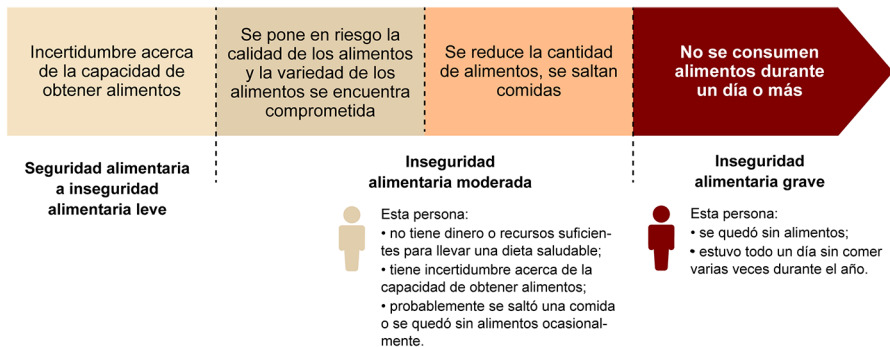 Incertidumbre acerca
de la capacidad de
obtener alimentos
Se pone en riesgo la
calidad de los alimentos
y la variedad de los
alimentos se encuentra
comprometida
Se reduce la cantidad
de alimentos, se saltan
comidas
No se consumen
alimentos durante
un día o más
Seguridad alimentaria
a inseguridad
alimentaria leve
Inseguridad
alimentaria moderada
Esta persona:
• no tiene dinero o recursos suficien-
tes para llevar una dieta saludable;
• tiene incertidumbre acerca de la
capacidad de obtener alimentos;
• probablemente se saltó una comida
o se quedó sin alimentos ocasional-
mente.
Inseguridad
alimentaria grave
Esta persona:
• se quedó sin alimentos;
• estuvo todo un día sin comer
varias veces durante el año.